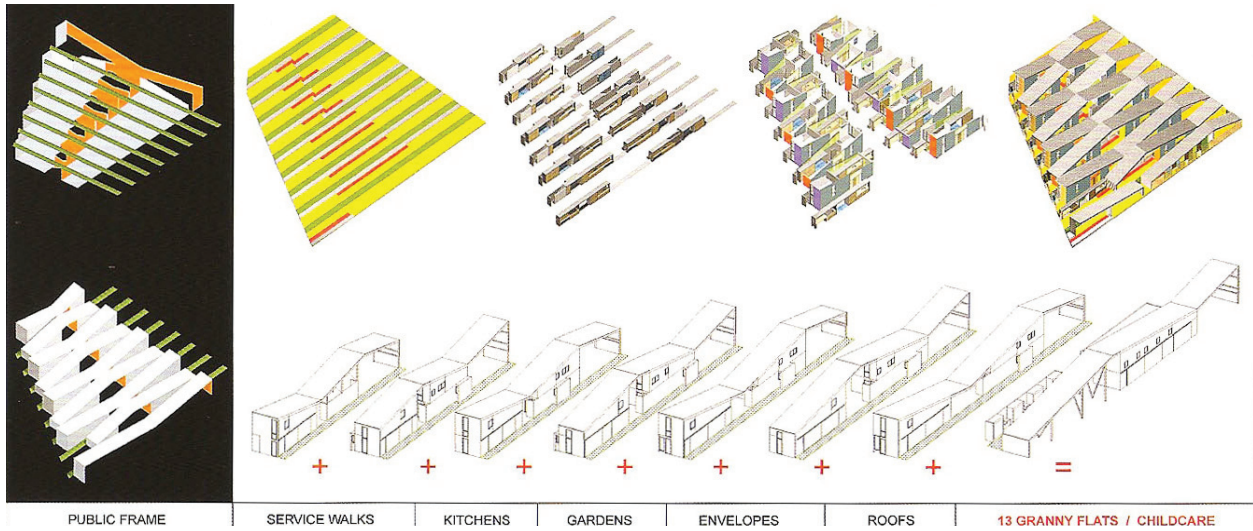 + + + + + + + =
PUBLIC FRAME SERVICE WALKS KITCHENS GARDENS ENVELOPES ROOFS 13 GRANNY FLATS / CHILDCARE